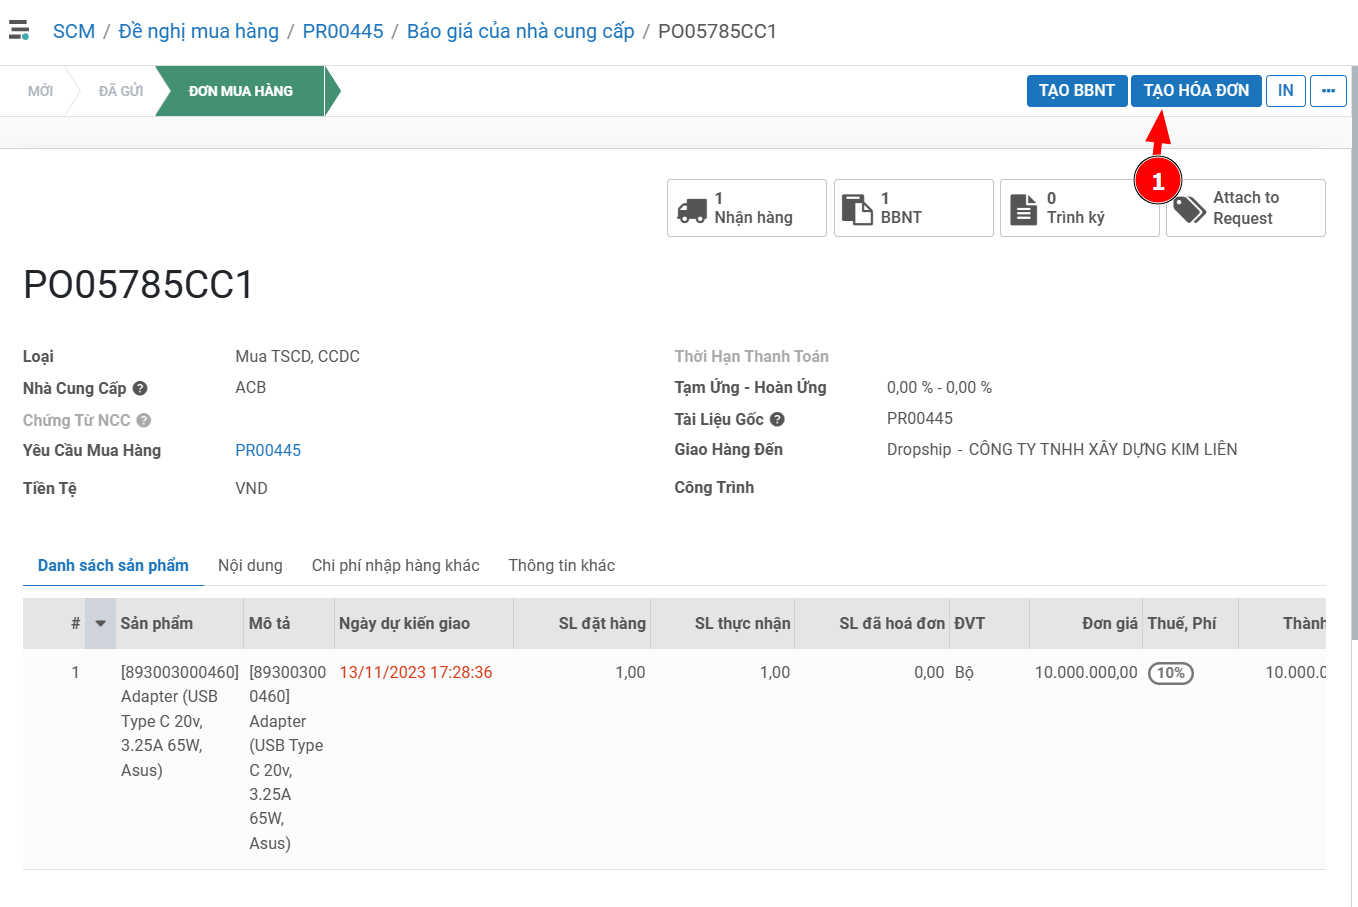 SCM / Đề nghị mua hàng / PR00445 / Báo giá của nhà cung cấp / PO05785CC1
MỚI ĐÃ GỬI ĐƠN MUA HÀNG TẠO BBNT TẠO HÓA ĐƠN IN ...
1
1 Nhận hàng
1 BBNT
0 Trình ký
Attach to
Request
PO05785CC1
Loại Mua TSCD, CCDC
Nhà Cung Cấp ? ACB
Chứng Từ NCC ?
Yêu Cầu Mua Hàng PR00445
Tiền Tệ VND
Thời Hạn Thanh Toán
Tạm Ứng - Hoàn Ứng 0,00 % - 0,00 %
Tài Liệu Gốc ? PR00445
Giao Hàng Đến Dropship - CÔNG TY TNHH XÂY DỰNG KIM LIÊN
Công Trình
Danh sách sản phẩm Nội dung Chi phí nhập hàng khác Thông tin khác
# Sản phẩm Mô tả Ngày dự kiến giao SL đặt hàng SL thực nhận SL đã hoá đơn ĐVT Đơn giá Thuế, Phí Thành
1 [893003000460] [89300300 13/11/2023 17:28:36 1,00 1,00 0,00 Bộ 10.000.000,00 10% 10.000.0
Adapter (USB 0460]
Type C 20v, Adapter
3.25A 65W, (USB Type
Asus) C 20v,
3.25A
65W,
Asus)